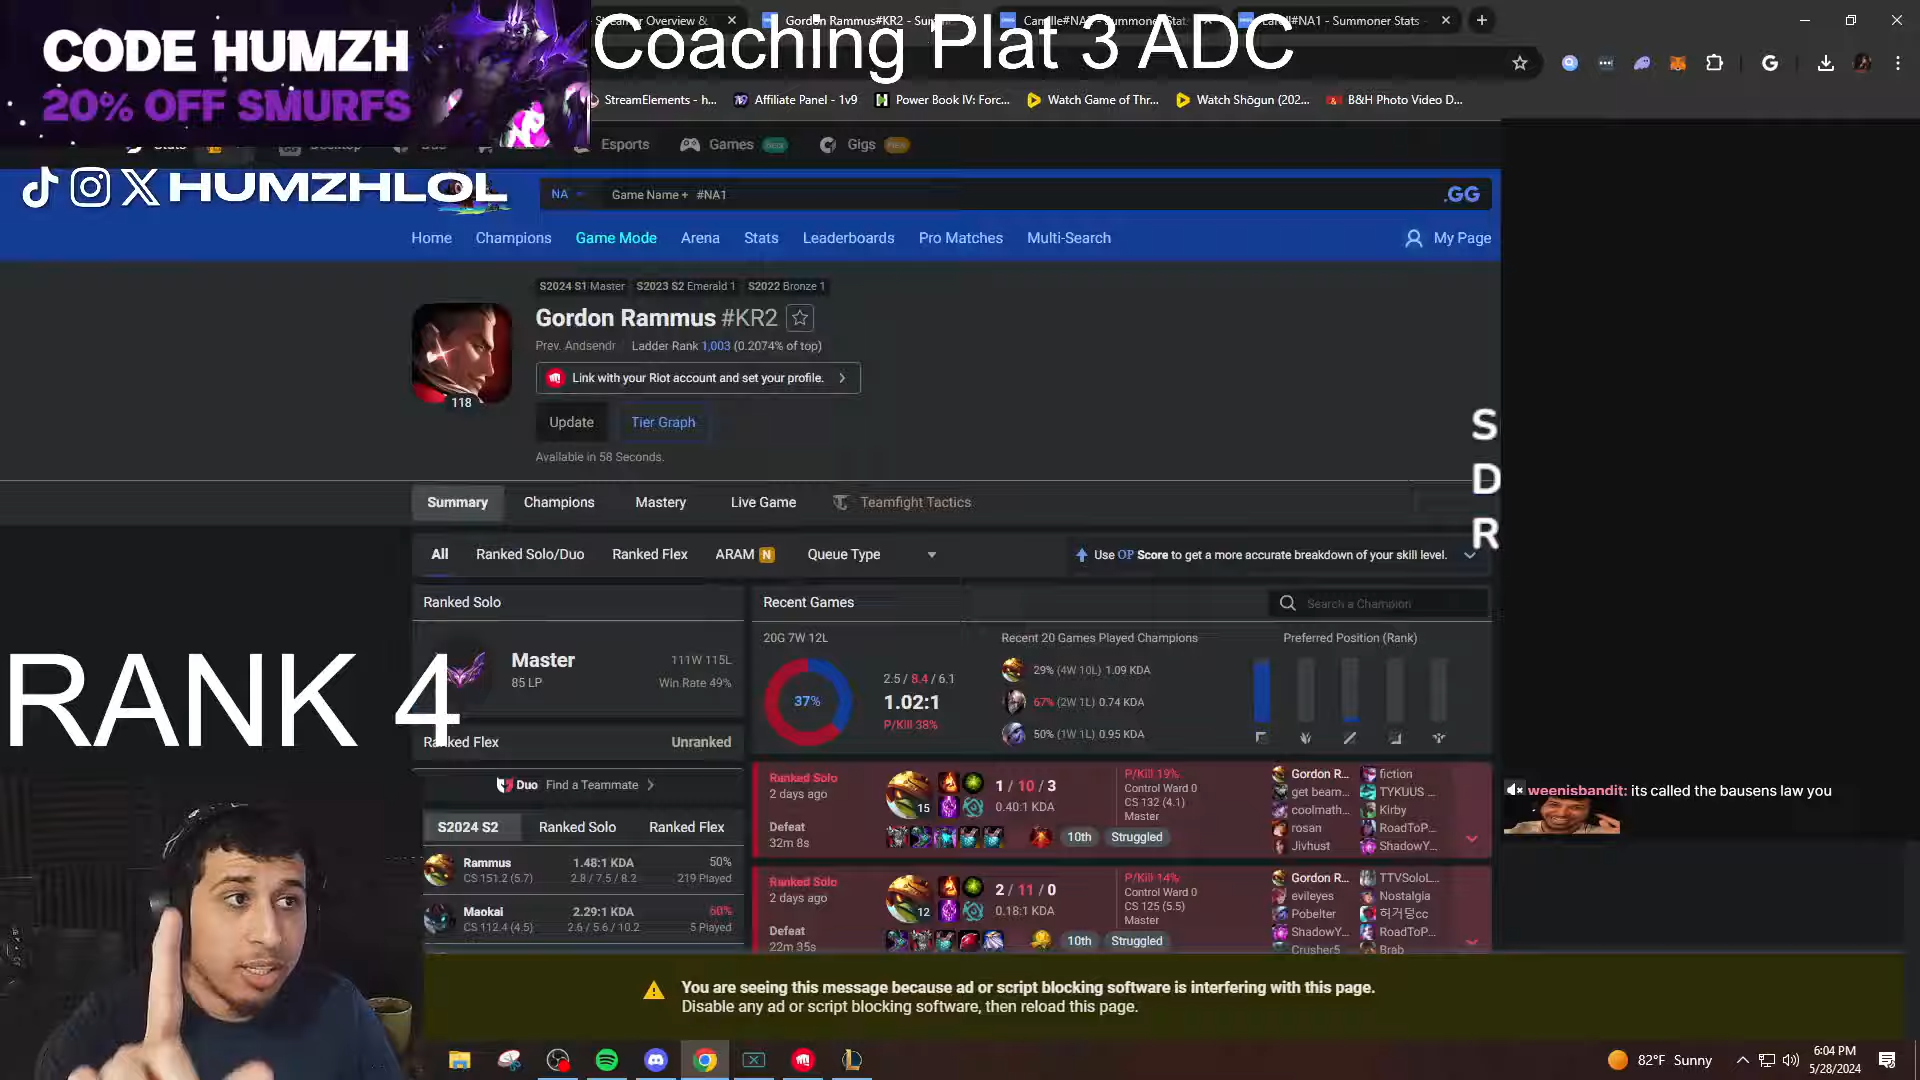 CODE HUMZH
20% OFF SMURFS
Coaching Plat 3 ADC
Gordon Rammus#KR2
Summoner Stats
StreamElements - h...
Affiliate Panel - 1v9
Power Book IV: Forc...
Watch Game of Thr...
Watch Shōgun (202...
B&H Photo Video D...
Esports
Games
Beta
Gigs
HUMZHLOL
NA
Game Name + #NA1
.GG
Home
Champions
Game Mode
Arena
Stats
Leaderboards
Pro Matches
Multi-Search
My Page
S2024 S1 Master
S2023 S2 Emerald 1
S2022 Bronze 1
Gordon Rammus #KR2
Prev. Andsendr
Ladder Rank 1,003 (0.2074% of top)
Link with your Riot account and set your profile.
118
Update
Tier Graph
Available in 58 Seconds.
S
D
R
Summary
Champions
Mastery
Live Game
Teamfight Tactics
All
Ranked Solo/Duo
Ranked Flex
ARAM N
Queue Type
Use OP Score to get a more accurate breakdown of your skill level.
Ranked Solo
Master
85 LP
111W 115L
Win Rate 49%
RANK 4
Ranked Flex
Unranked
Duo Find a Teammate
S2024 S2
Ranked Solo
Ranked Flex
Rammus
CS 151.2 (5.7)
1.48:1 KDA
2.8 / 7.5 / 8.2
50%
219 Played
Maokai
CS 112.4 (4.5)
2.29:1 KDA
2.6 / 5.6 / 10.2
60%
5 Played
Recent Games
Search a Champion
20G 7W 12L
37%
2.5 / 8.4 / 6.1
1.02:1
P/Kill 38%
Recent 20 Games Played Champions
29% (4W 10L) 1.09 KDA
67% (2W 1L) 0.74 KDA
50% (1W 1L) 0.95 KDA
Preferred Position (Rank)
Ranked Solo
2 days ago
Defeat
32m 8s
15
1 / 10 / 3
0.40:1 KDA
P/Kill 19%
Control Ward 0
CS 132 (4.1)
Master
10th
Struggled
Gordon R...
get beam...
coolmath...
rosan
Jivhust
fiction
TYKUUS ...
Kirby
RoadToP...
ShadowY...
Ranked Solo
2 days ago
Defeat
22m 35s
12
2 / 11 / 0
0.18:1 KDA
P/Kill 14%
Control Ward 0
CS 125 (5.5)
Master
10th
Struggled
Gordon R...
evileyes
Pobelter
ShadowY...
Crusher5
TTVSoloL...
Nostalgia
허거덩cc
RoadToP...
Brab
weenisbandit: its called the bausens law you
You are seeing this message because ad or script blocking software is interfering with this page.
Disable any ad or script blocking software, then reload this page.
82°F Sunny
6:04 PM
5/28/2024